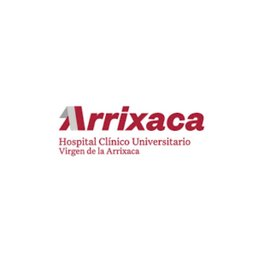 Arrixaca
Hospital Clínico Universitario
Virgen de la Arrixaca